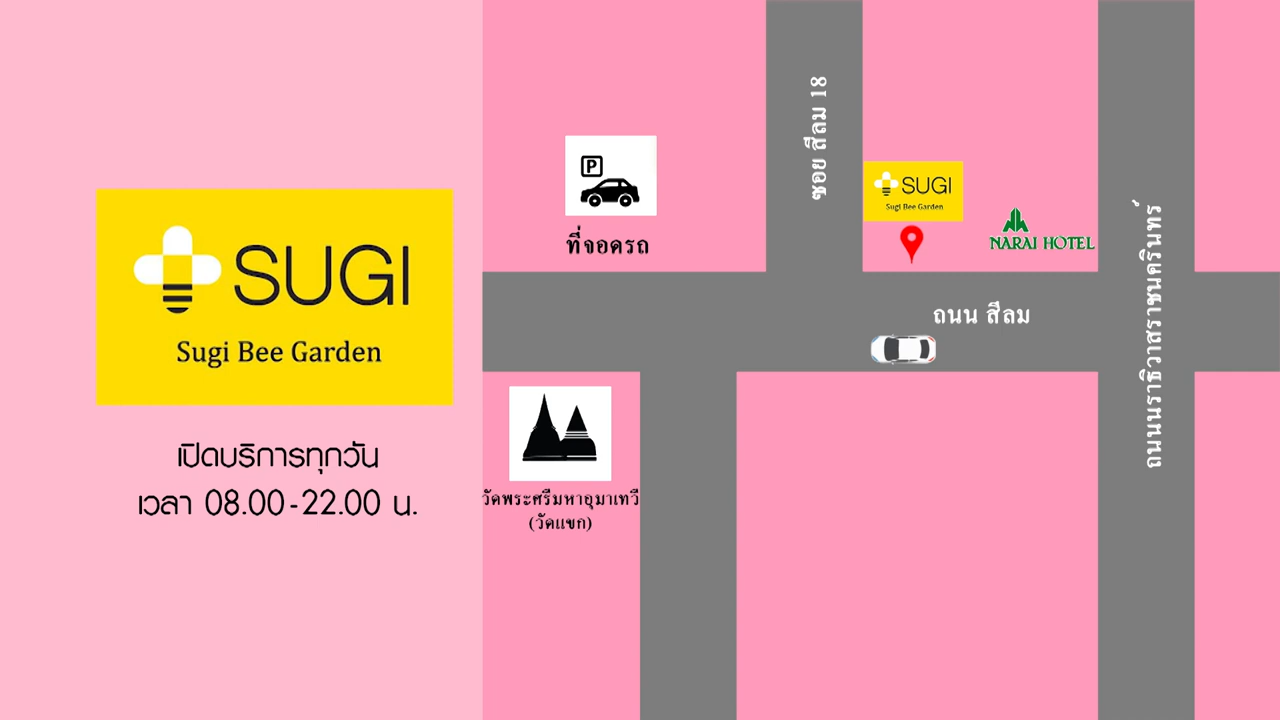 SUGI
Sugi Bee Garden
เปิดบริการทุกวัน
เวลา 08.00-22.00 น.
P
ที่จอดรถ
ซอย สีลม 18
SUGI
Sugi Bee Garden
NARAI HOTEL
ถนน สีลม
ถนนนราธิวาสราชนครินทร์
วัดพระศรีมหาอุมาเทวี
(วัดแขก)